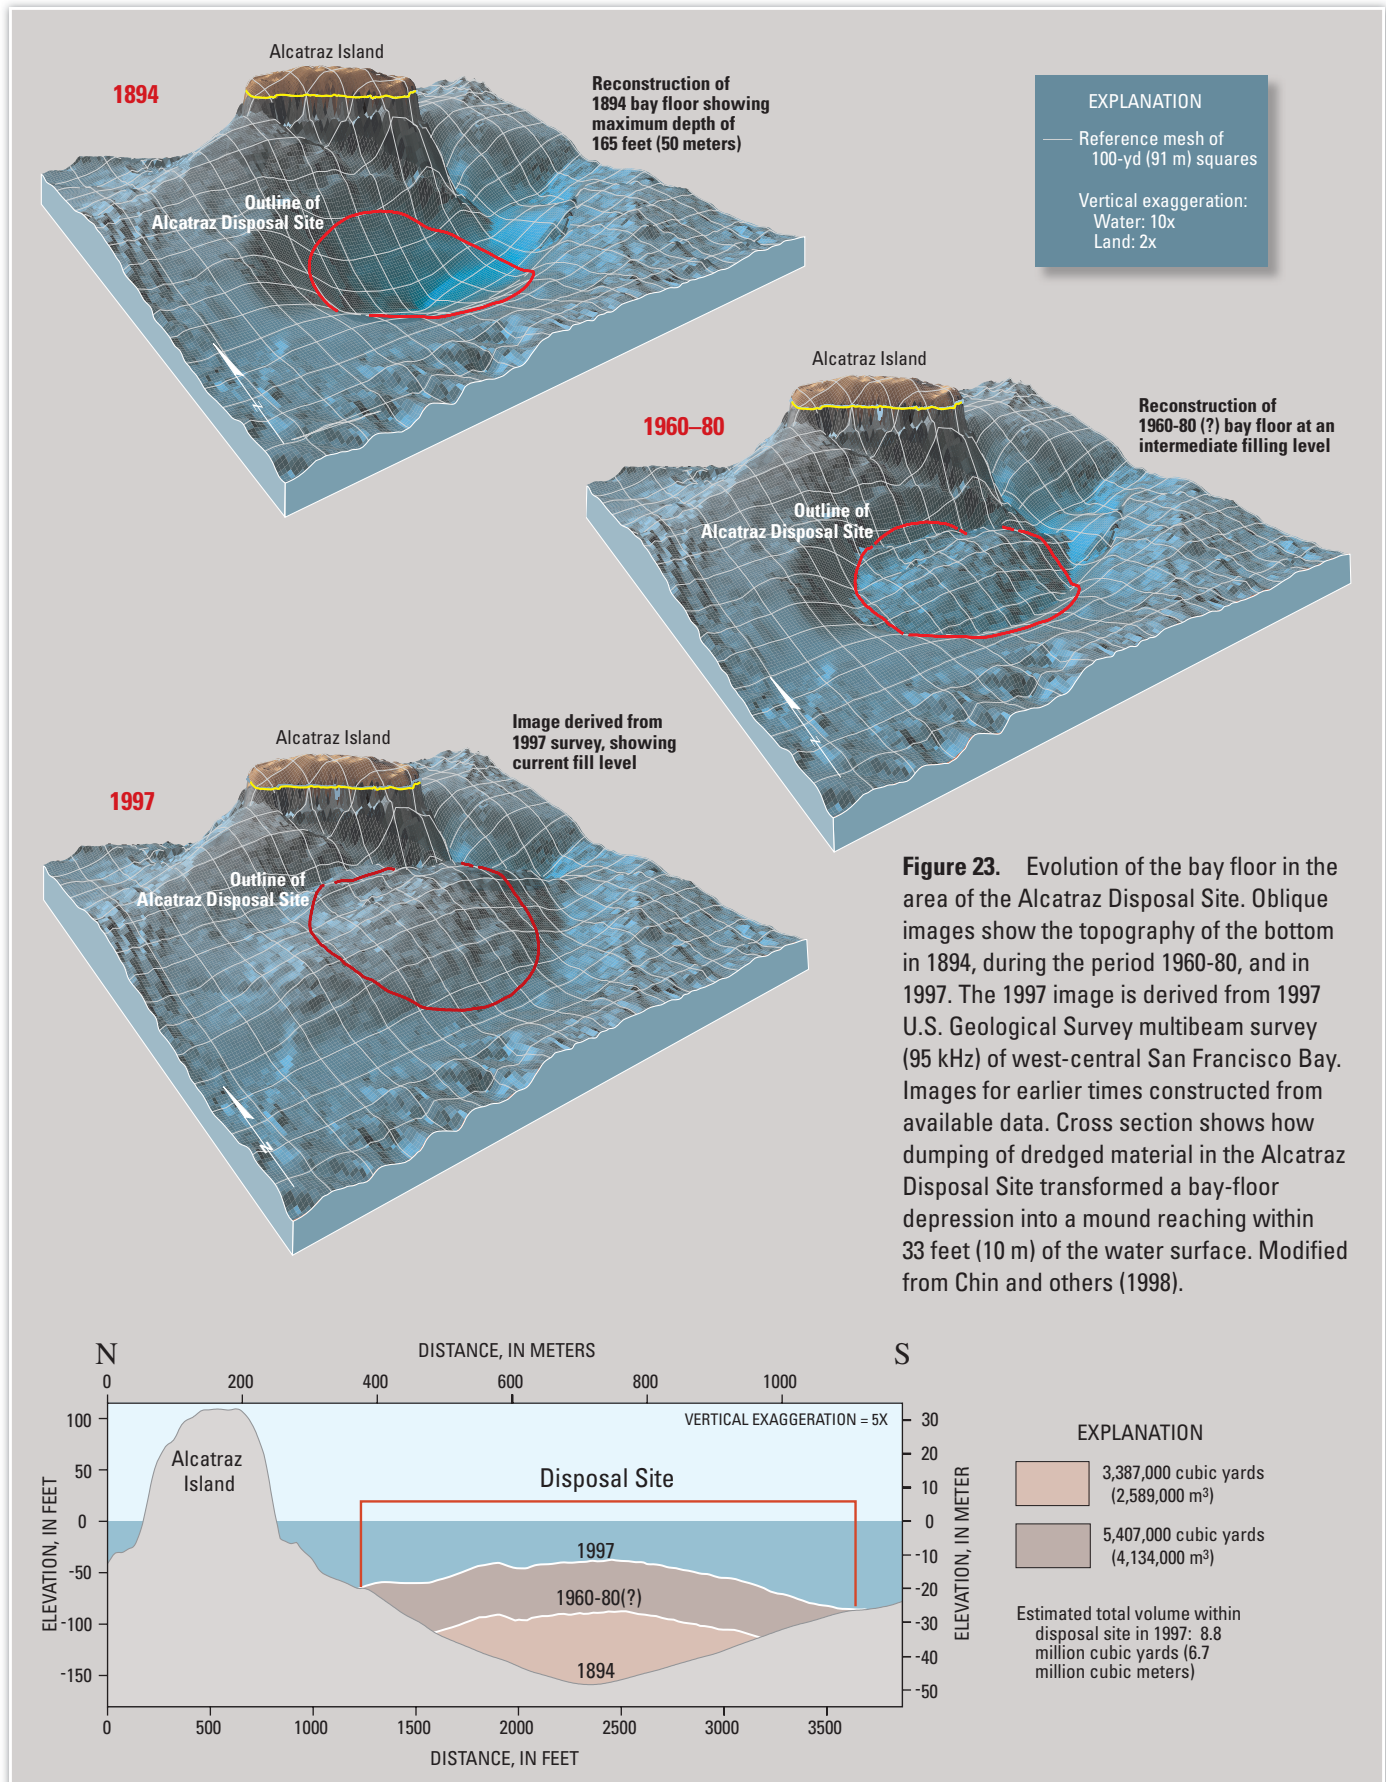 Alcatraz Island
1894
Reconstruction of
1894 bay floor showing
maximum depth of
165 feet (50 meters)
EXPLANATION
Reference mesh of
100-yd (91 m) squares
Vertical exaggeration:
Water: 10x
Land: 2x
Outline of
Alcatraz Disposal Site
N
Alcatraz Island
1960–80
Reconstruction of
1960-80 (?) bay floor at an
intermediate filling level
Outline of
Alcatraz Disposal Site
N
Alcatraz Island
1997
Image derived from
1997 survey, showing
current fill level
Outline of
Alcatraz Disposal Site
N
Figure 23. Evolution of the bay floor in the
area of the Alcatraz Disposal Site. Oblique
images show the topography of the bottom
in 1894, during the period 1960-80, and in
1997. The 1997 image is derived from 1997
U.S. Geological Survey multibeam survey
(95 kHz) of west-central San Francisco Bay.
Images for earlier times constructed from
available data. Cross section shows how
dumping of dredged material in the Alcatraz
Disposal Site transformed a bay-floor
depression into a mound reaching within
33 feet (10 m) of the water surface. Modified
from Chin and others (1998).
N
DISTANCE, IN METERS
S
0 200 400 600 800 1000
VERTICAL EXAGGERATION = 5X
ELEVATION, IN FEET
100
50
0
-50
-100
-150
Alcatraz
Island
Disposal Site
1997
1960-80(?)
1894
30
20
10
0
-10
-20
-30
-40
-50
ELEVATION, IN METER
0 500 1000 1500 2000 2500 3000 3500
DISTANCE, IN FEET
EXPLANATION
3,387,000 cubic yards
(2,589,000 m³)
5,407,000 cubic yards
(4,134,000 m³)
Estimated total volume within
disposal site in 1997: 8.8
million cubic yards (6.7
million cubic meters)